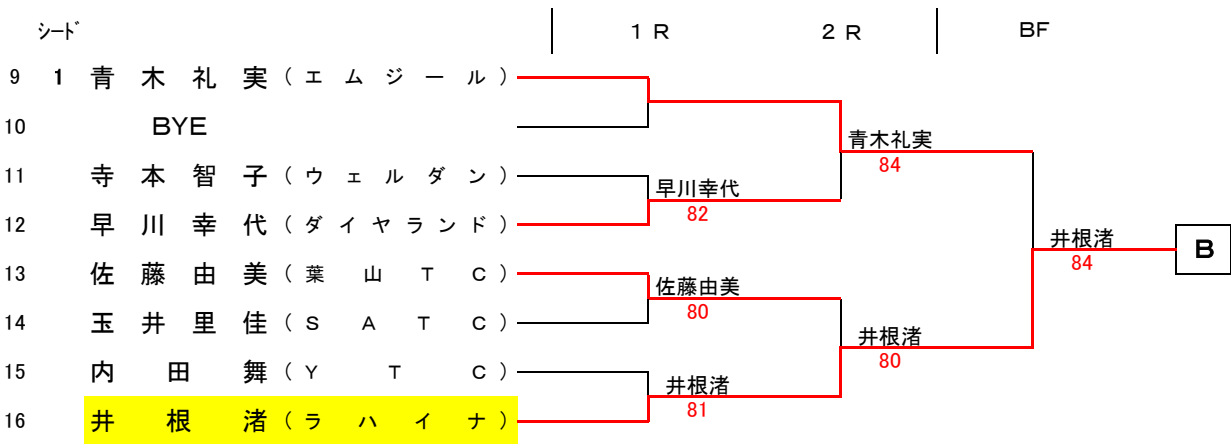 シード 1R 2R BF
9 1 青木礼実(エムジール)
10 BYE
青木礼実
84
11 寺本智子(ウェルダン)
早川幸代
82
12 早川幸代(ダイヤランド)
井根渚
84
B
13 佐藤由美(葉山TC)
佐藤由美
80
14 玉井里佳(SATC)
井根渚
80
15 内田舞(YTC)
井根渚
81
16 井根渚(ラハイナ)